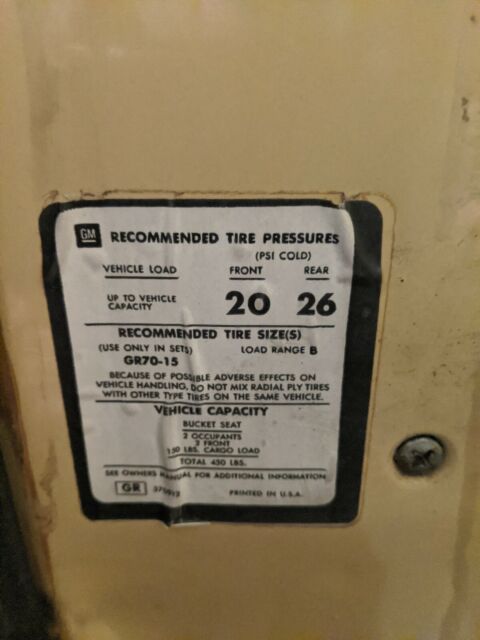 GM RECOMMENDED TIRE PRESSURES
(PSI COLD)
VEHICLE LOAD FRONT REAR
UP TO VEHICLE CAPACITY 20 26
RECOMMENDED TIRE SIZE(S)
(USE ONLY IN SETS) LOAD RANGE B
GR70-15
BECAUSE OF POSSIBLE ADVERSE EFFECTS ON
VEHICLE HANDLING, DO NOT MIX RADIAL PLY TIRES
WITH OTHER TYPE TIRES ON THE SAME VEHICLE.
VEHICLE CAPACITY
BUCKET SEAT
2 OCCUPANTS
2 FRONT
150 LBS. CARGO LOAD
TOTAL 450 LBS.
SEE OWNERS MANUAL FOR ADDITIONAL INFORMATION
GR PRINTED IN U.S.A.